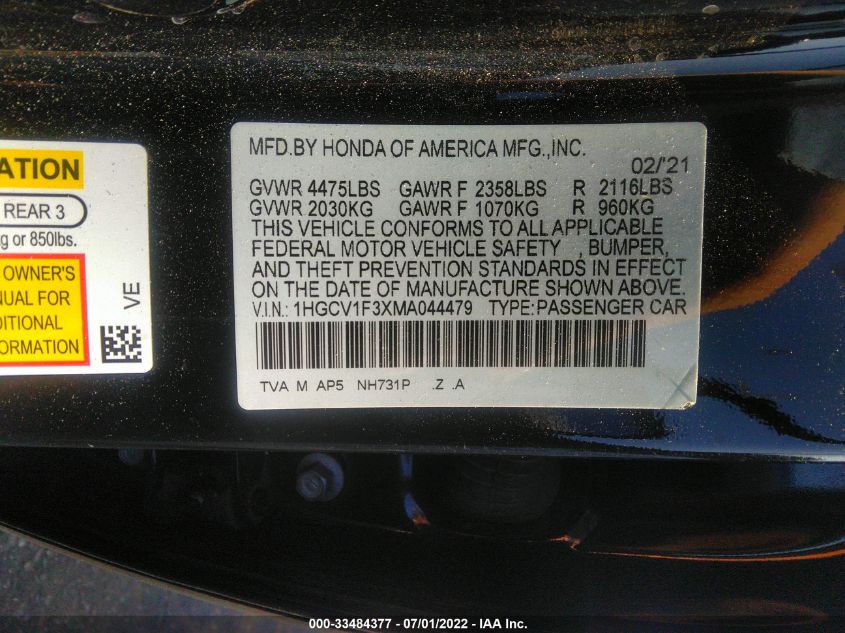 ATION
REAR 3
g or 850lbs.
OWNER'S
UAL FOR
DITIONAL
ORMATION
VE
MFD.BY HONDA OF AMERICA MFG.,INC.
02/'21
GVWR 4475LBS GAWR F 2358LBS R 2116LBS
GVWR 2030KG GAWR F 1070KG R 960KG
THIS VEHICLE CONFORMS TO ALL APPLICABLE
FEDERAL MOTOR VEHICLE SAFETY , BUMPER,
AND THEFT PREVENTION STANDARDS IN EFFECT
ON THE DATE OF MANUFACTURE SHOWN ABOVE.
V.I.N.: 1HGCV1F3XMA044479 TYPE:PASSENGER CAR
TVA M AP5 NH731P .Z .A
000-33484377 - 07/01/2022 - IAA Inc.